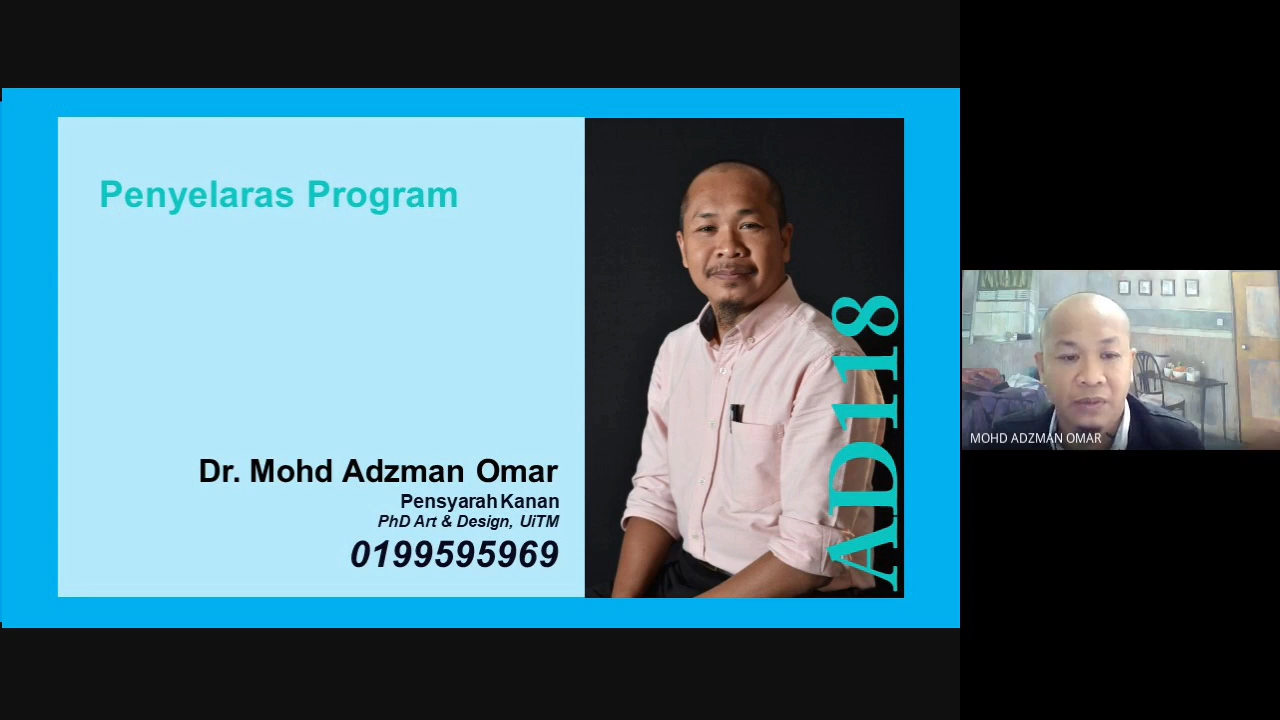 Penyelaras Program
Dr. Mohd Adzman Omar
Pensyarah Kanan
PhD Art & Design, UiTM
0199595969
AD118
MOHD ADZMAN OMAR